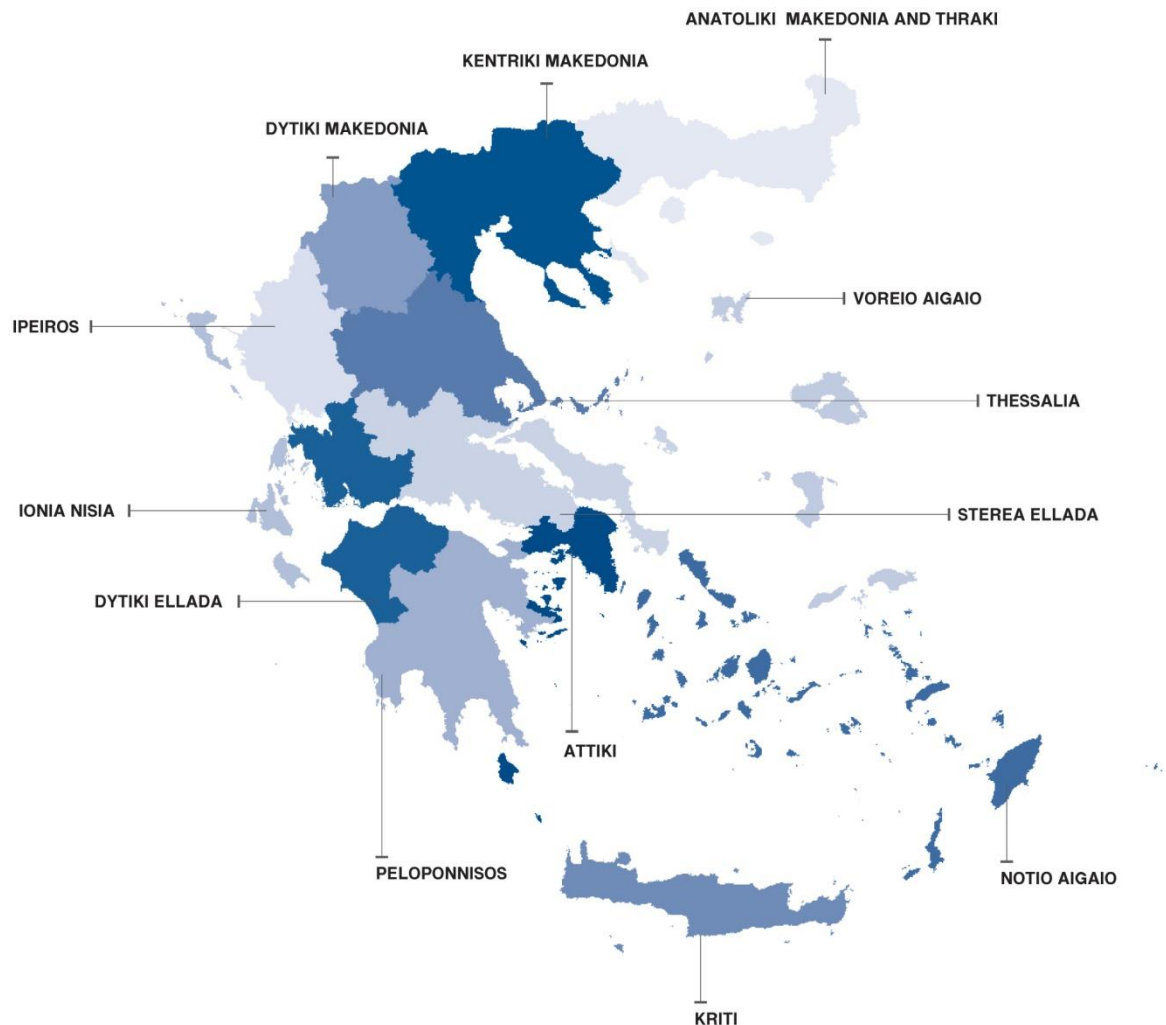 ANATOLIKI MAKEDONIA AND THRAKI
KENTRIKI MAKEDONIA
DYTIKI MAKEDONIA
VOREIO AIGAIO
IPEIROS
THESSALIA
IONIA NISIA
STEREA ELLADA
DYTIKI ELLADA
ATTIKI
PELOPONNISOS
NOTIO AIGAIO
KRITI